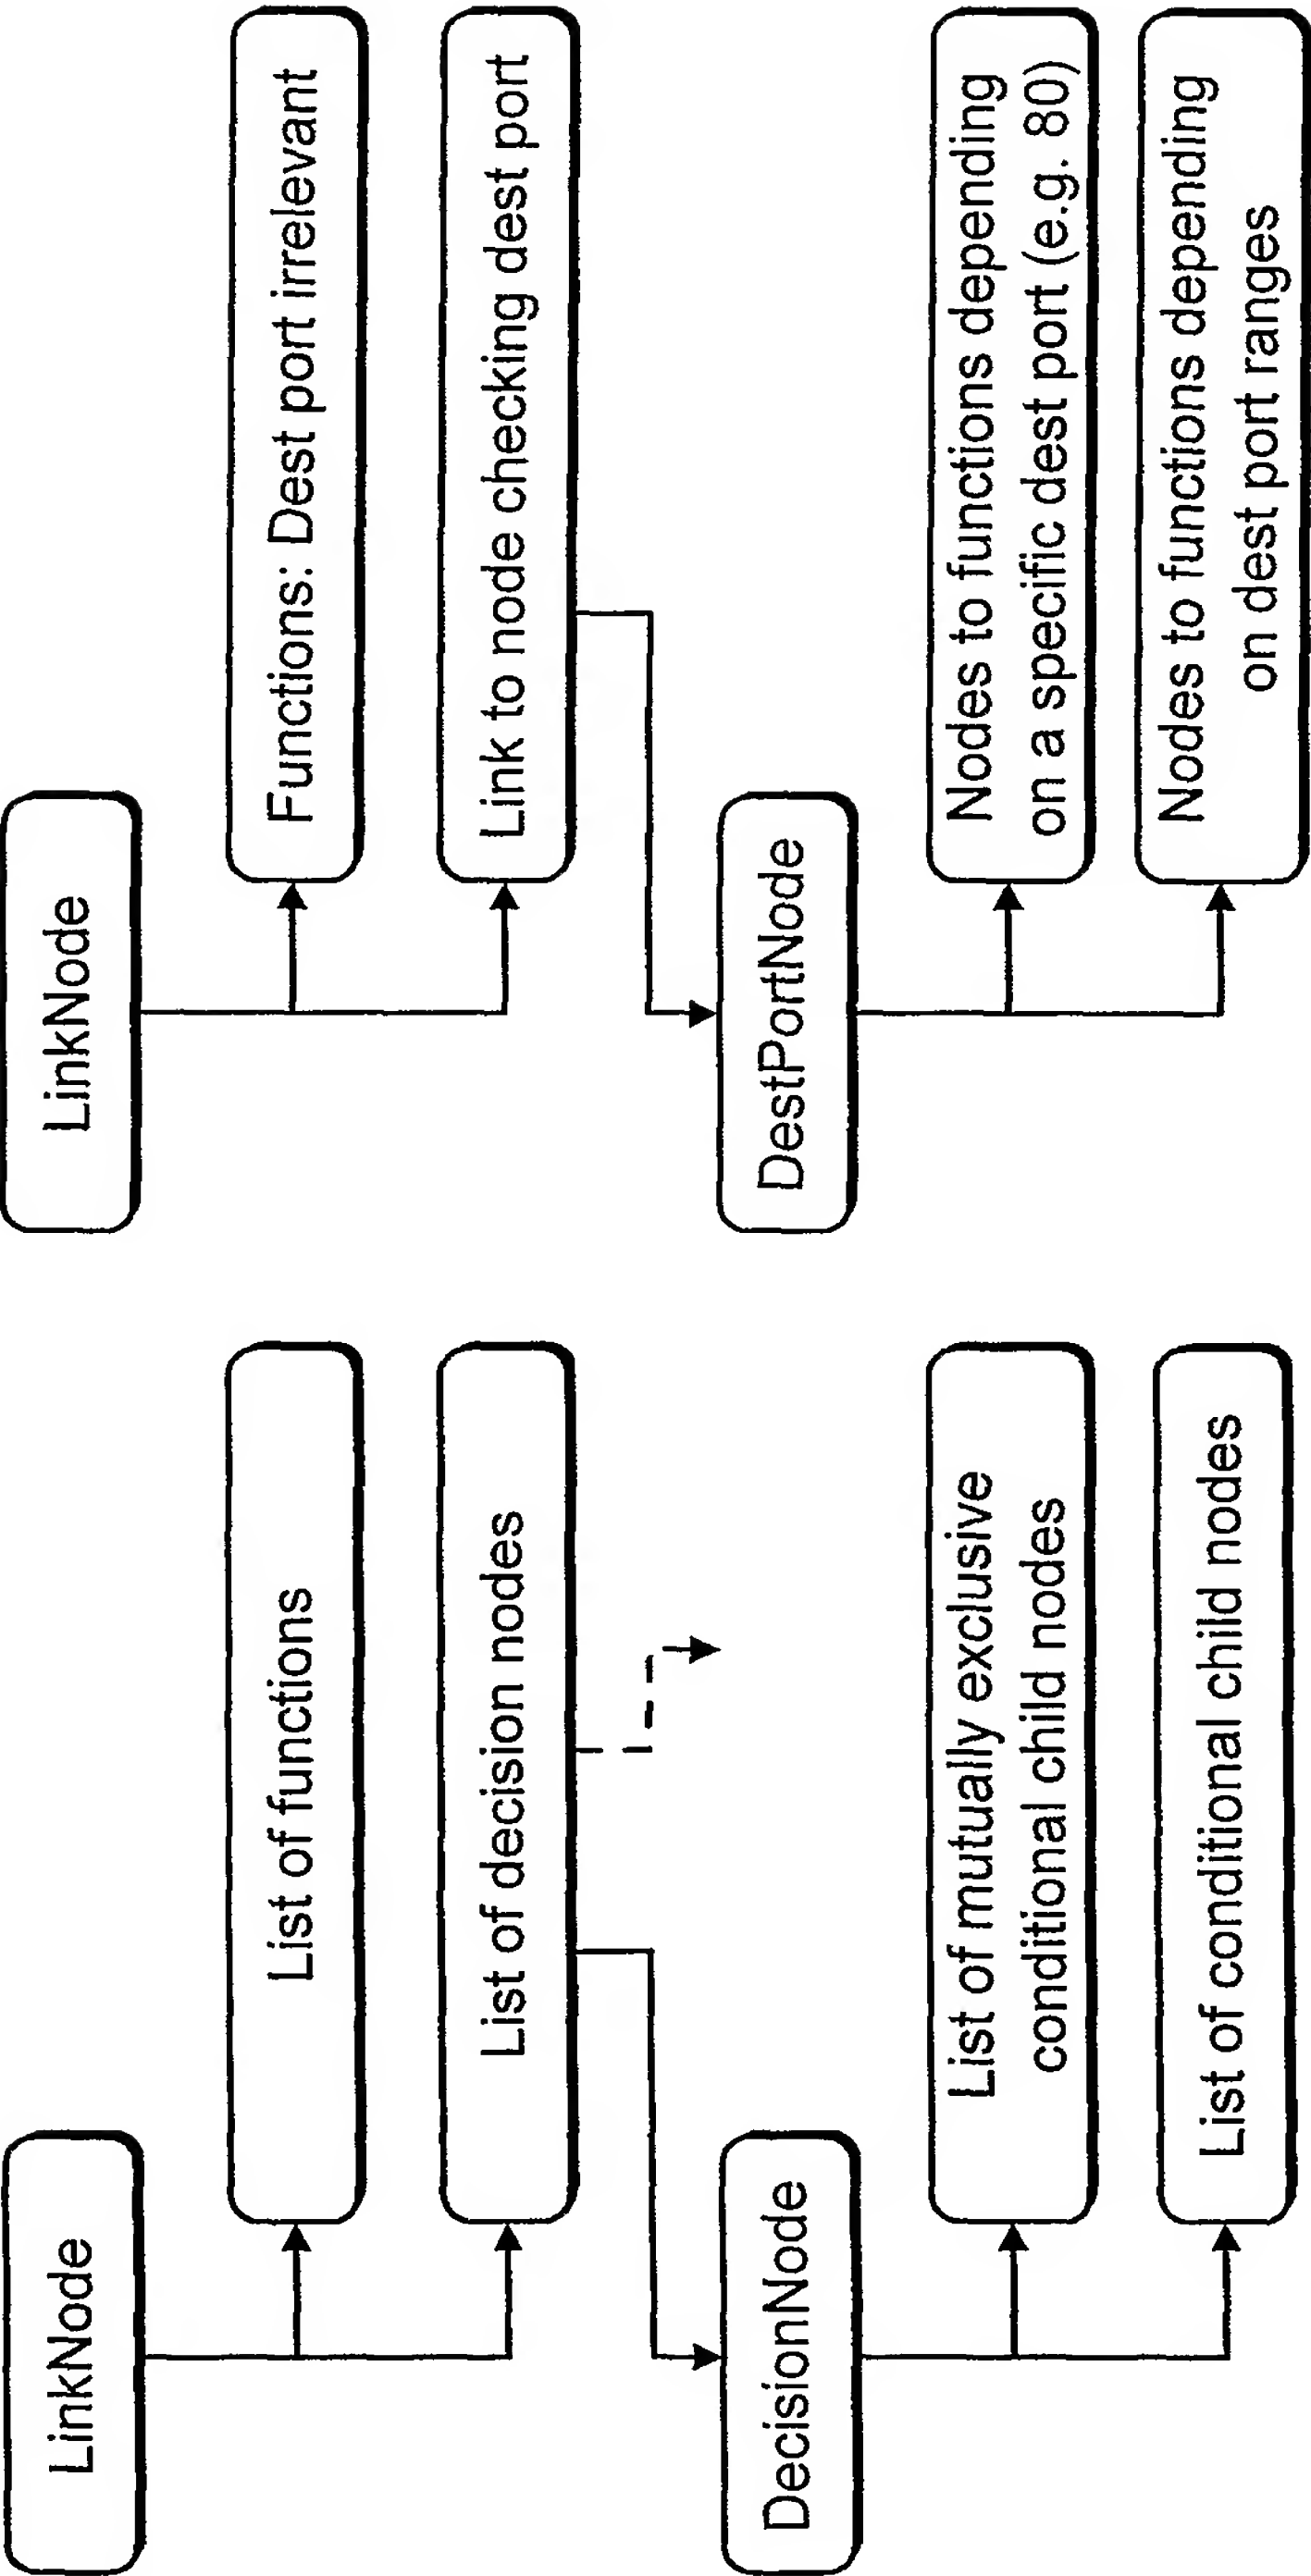 LinkNode
List of functions
List of decision nodes
DecisionNode
List of mutually exclusive
conditional child nodes
List of conditional child nodes
LinkNode
Functions: Dest port irrelevant
Link to node checking dest port
DestPortNode
Nodes to functions depending
on a specific dest port (e.g. 80)
Nodes to functions depending
on dest port ranges